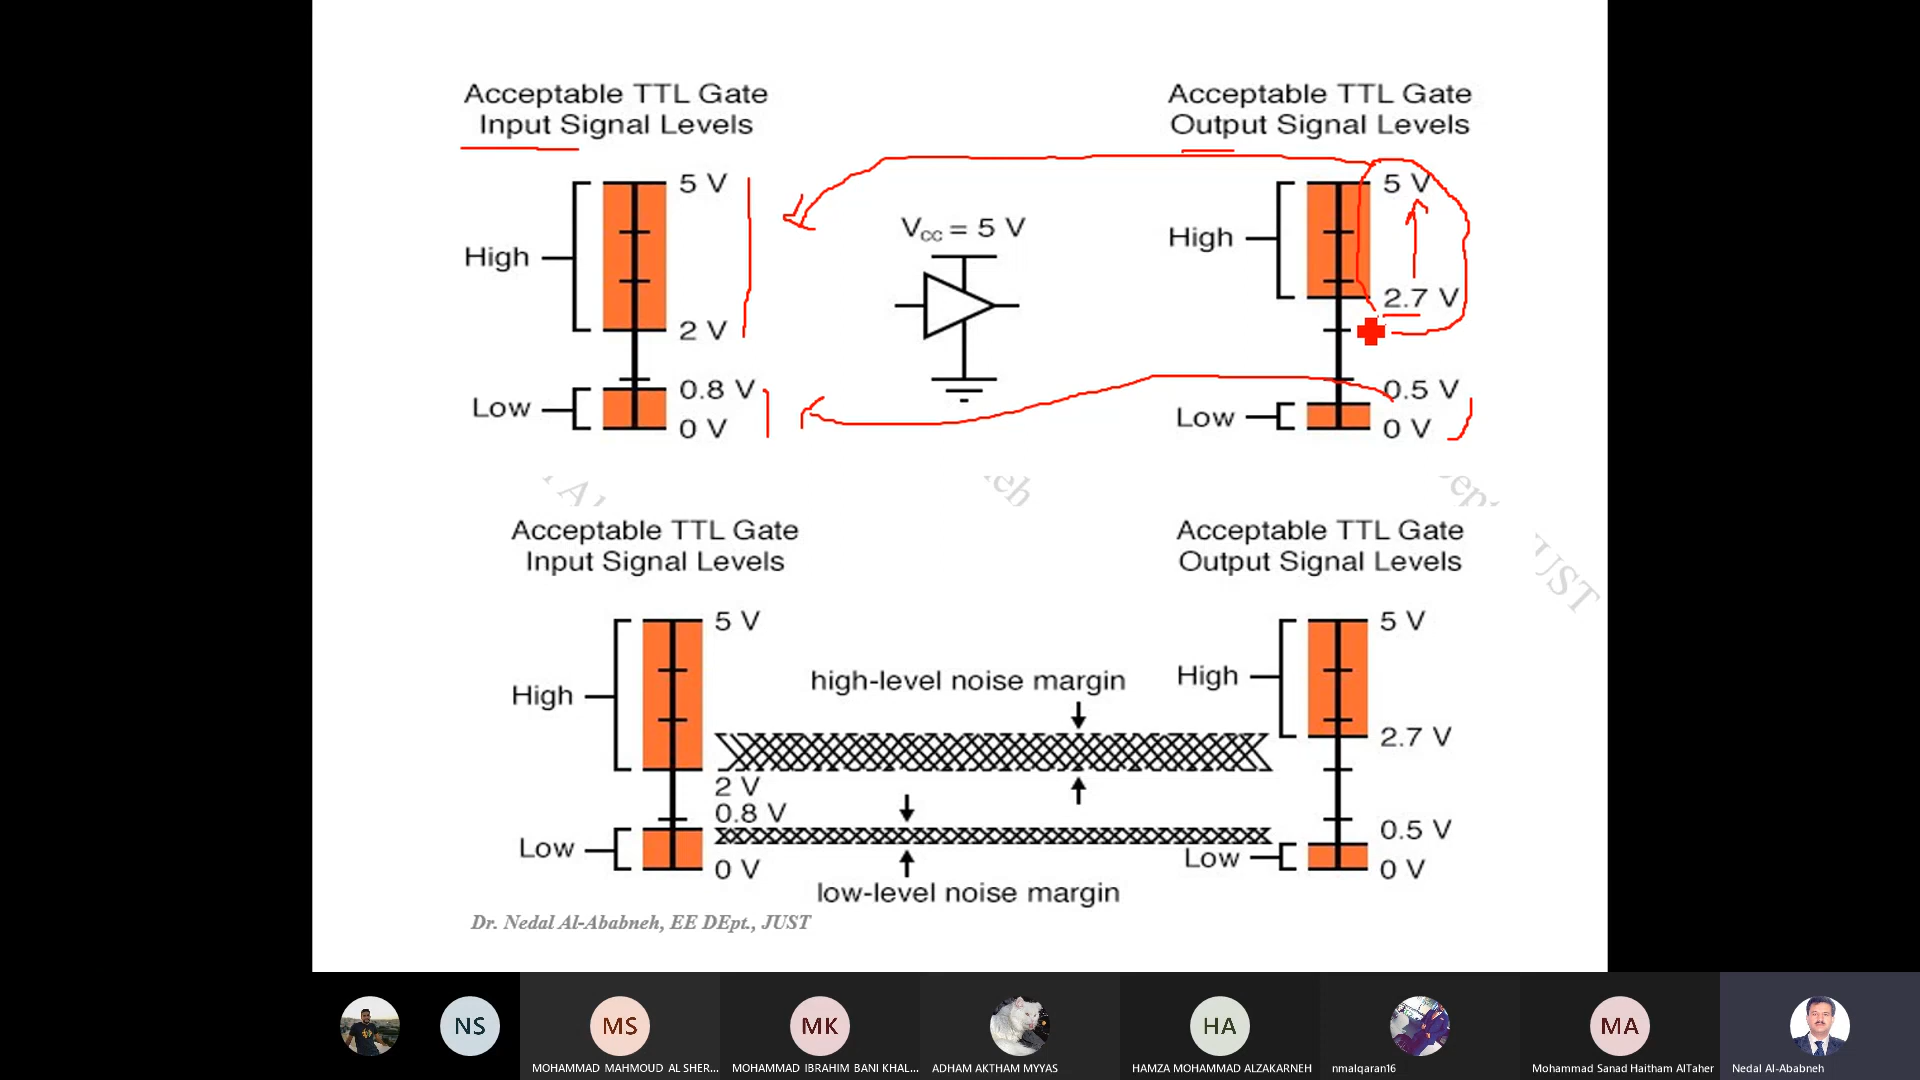 Acceptable TTL Gate
Input Signal Levels
5 V
High
2 V
0.8 V
Low
0 V
Vcc = 5 V
Acceptable TTL Gate
Output Signal Levels
5 V
High
2.7 V
0.5 V
Low
0 V
Acceptable TTL Gate
Input Signal Levels
5 V
High
2 V
0.8 V
Low
0 V
high-level noise margin
low-level noise margin
Acceptable TTL Gate
Output Signal Levels
5 V
High
2.7 V
0.5 V
Low
0 V
JUST
Dr. Nedal Al-Ababneh, EE DEpt., JUST
NS
MS
MOHAMMAD MAHMOUD AL SHER...
MK
MOHAMMAD IBRAHIM BANI KHAL...
ADHAM AKTHAM MYYAS
HA
HAMZA MOHAMMAD ALZAKARNEH
nmalqaran16
MA
Mohammad Sanad Haitham AlTaher
Nedal Al-Ababneh